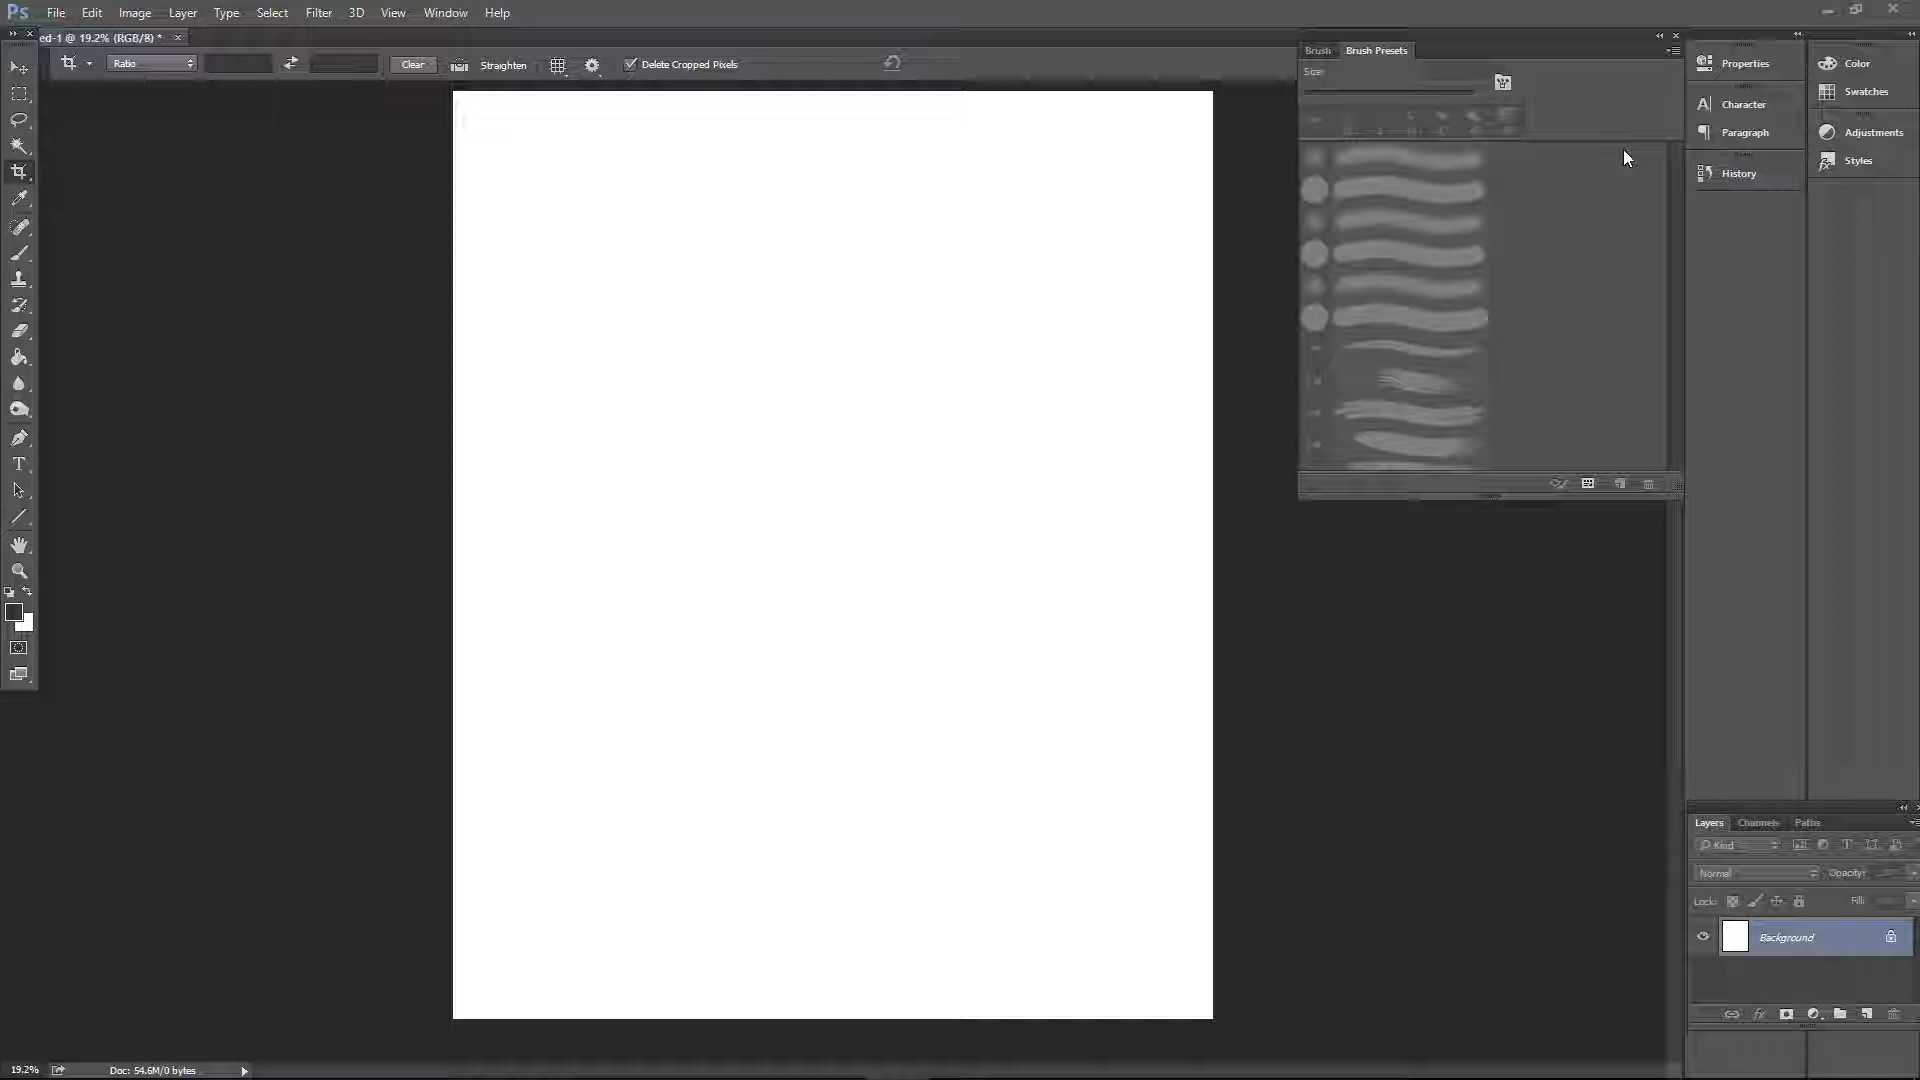 Ps File Edit Image Layer Type Select Filter 3D View Window Help
ed-1 @ 19.2% (RGB/8) * ×
Ratio Clear Straighten Delete Cropped Pixels
Brush Brush Presets
Size:
Properties
Character
Paragraph
History
Color
Swatches
Adjustments
Styles
Layers Channels Paths
Kind
Normal Opacity:
Lock: Fill:
Background
19.2% Doc: 54.6M/0 bytes